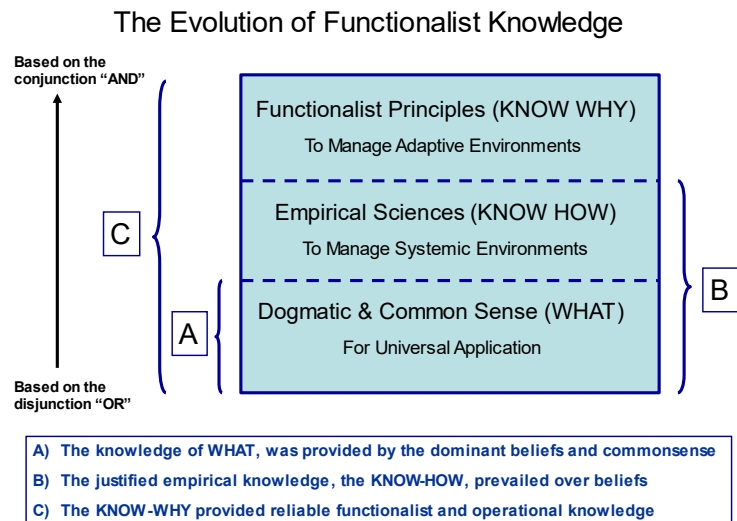 The Evolution of Functionalist Knowledge
Based on the
conjunction “AND”
Functionalist Principles (KNOW WHY)
To Manage Adaptive Environments
C
Empirical Sciences (KNOW HOW)
To Manage Systemic Environments
B
A
Dogmatic & Common Sense (WHAT)
For Universal Application
Based on the
disjunction “OR”
A) The knowledge of WHAT, was provided by the dominant beliefs and commonsense
B) The justified empirical knowledge, the KNOW-HOW, prevailed over beliefs
C) The KNOW-WHY provided reliable functionalist and operational knowledge